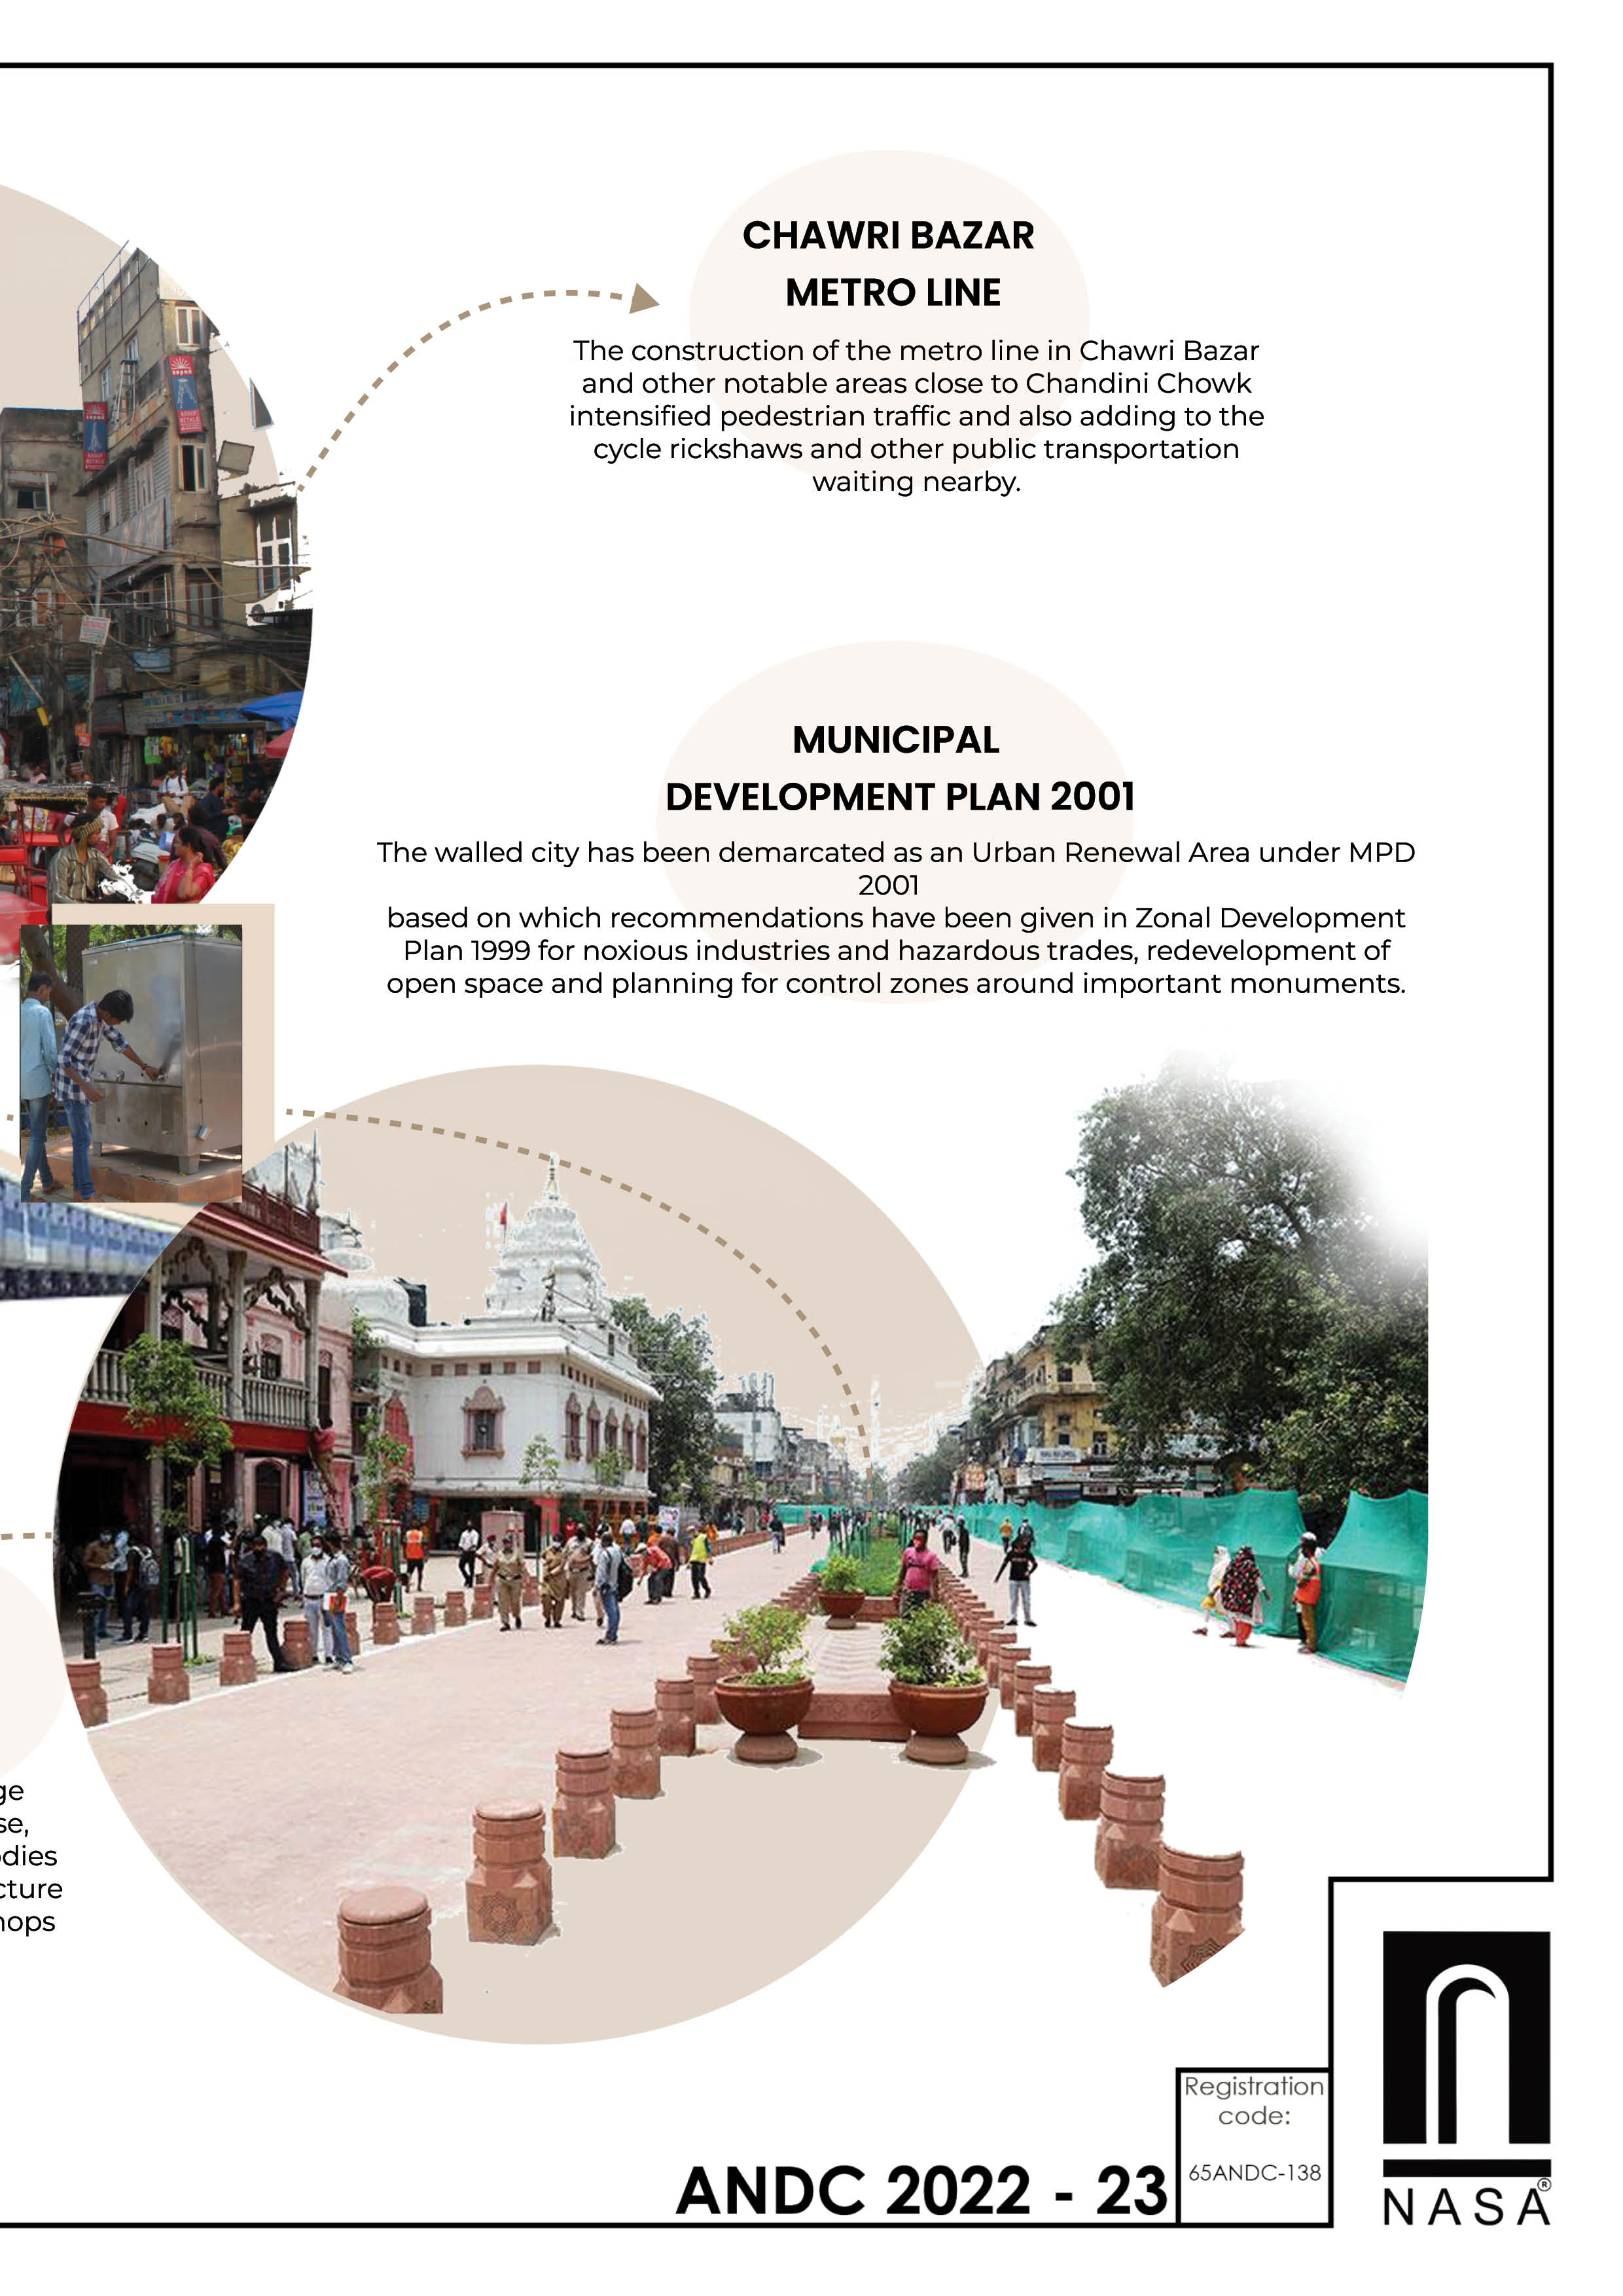 CHAWRI BAZAR
METRO LINE
The construction of the metro line in Chawri Bazar
and other notable areas close to Chandini Chowk
intensified pedestrian traffic and also adding to the
cycle rickshaws and other public transportation
waiting nearby.
MUNICIPAL
DEVELOPMENT PLAN 2001
The walled city has been demarcated as an Urban Renewal Area under MPD
2001
based on which recommendations have been given in Zonal Development
Plan 1999 for noxious industries and hazardous trades, redevelopment of
open space and planning for control zones around important monuments.
ge
se,
odies
cture
hops
ANDC 2022 - 23
Registration
code:
65ANDC-138
NASA®